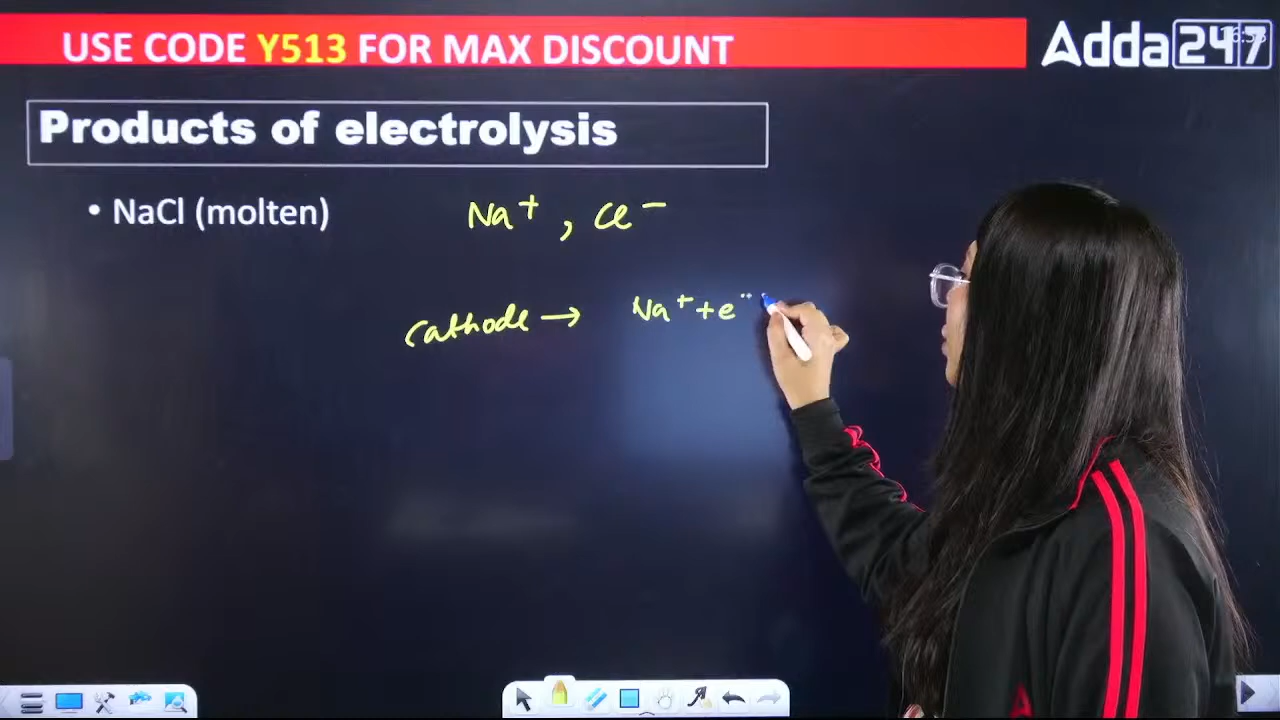 USE CODE Y513 FOR MAX DISCOUNT
Adda247
Products of electrolysis
• NaCl (molten)
Na⁺ , Cl⁻
Cathode → Na⁺ + e⁻